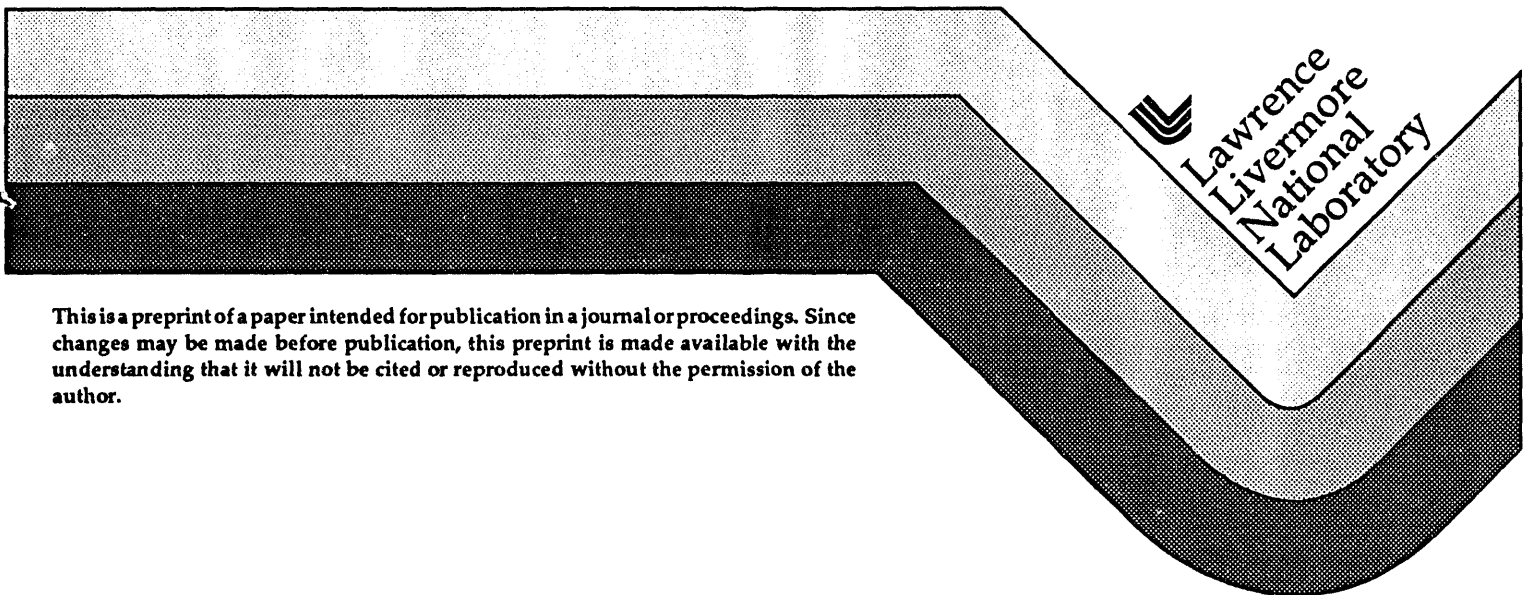 Lawrence
Livermore
National
Laboratory
This is a preprint of a paper intended for publication in a journal or proceedings. Since
changes may be made before publication, this preprint is made available with the
understanding that it will not be cited or reproduced without the permission of the
author.